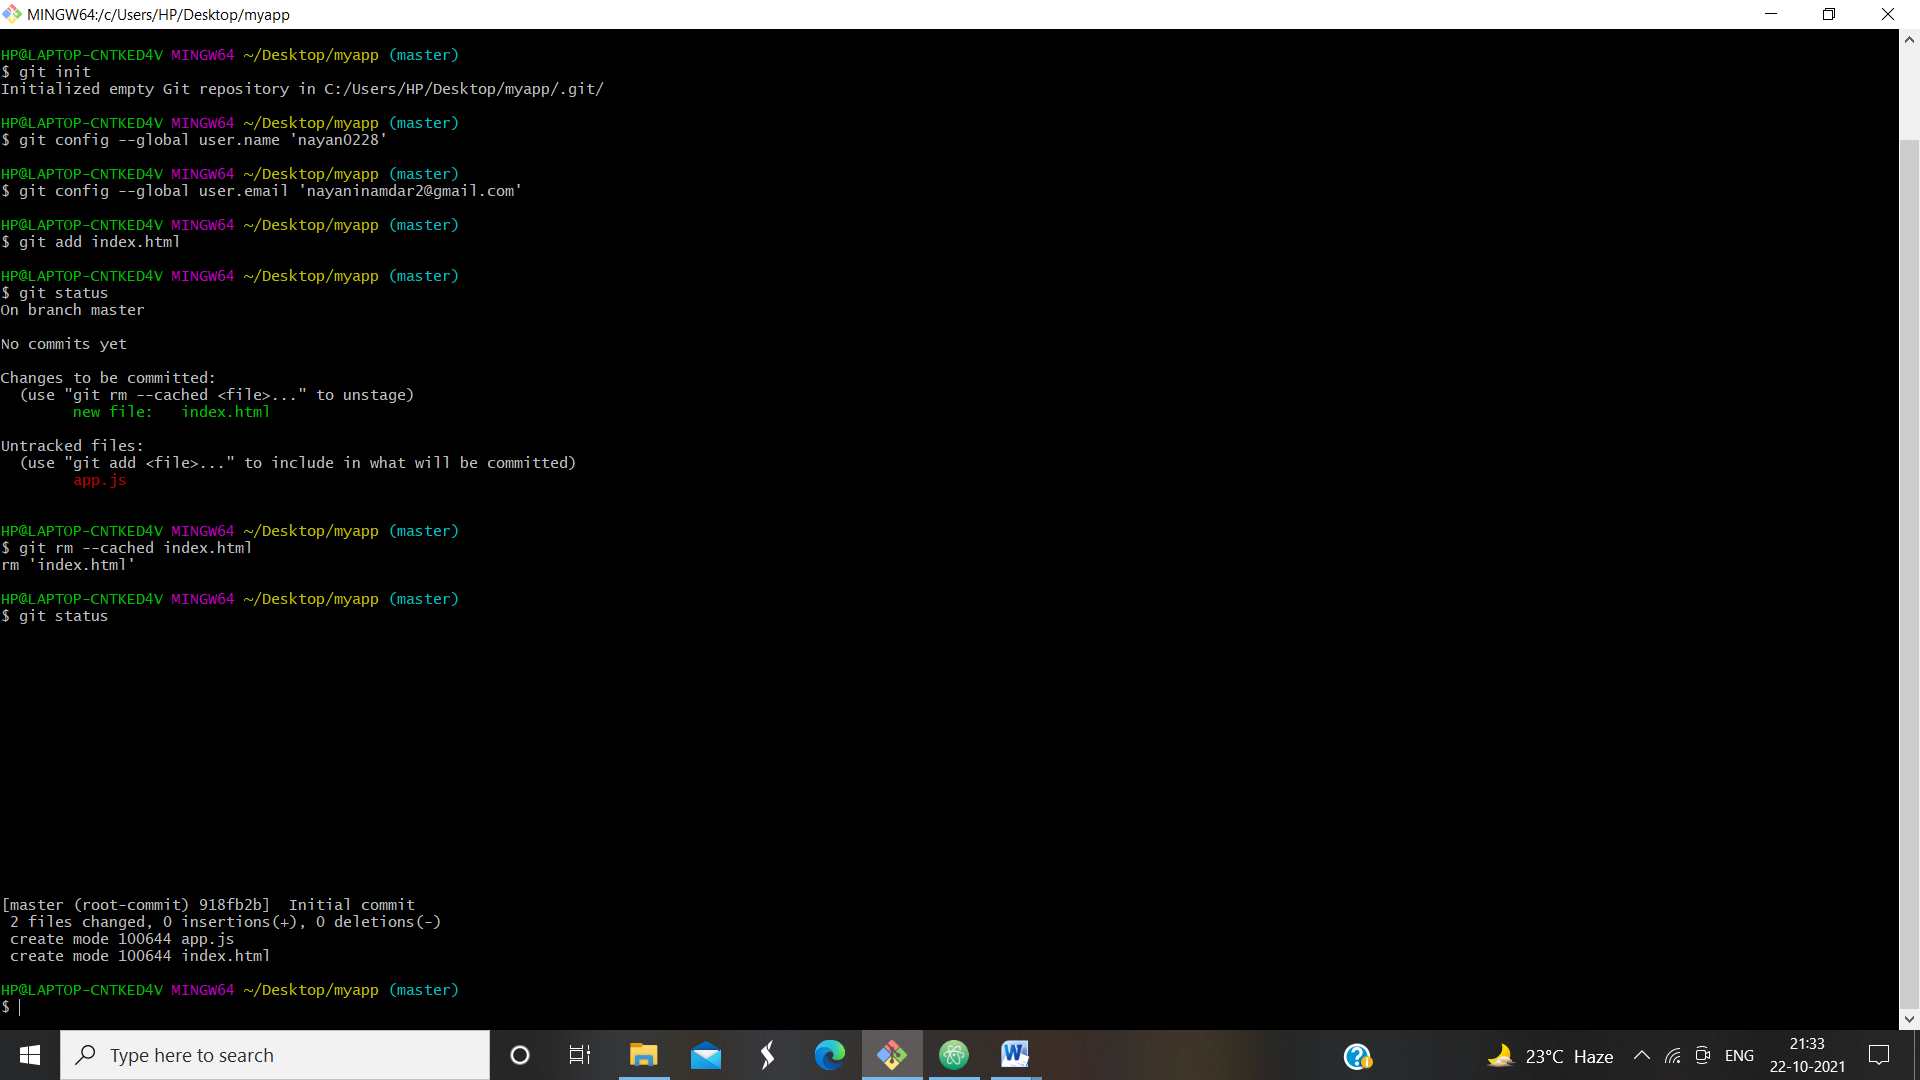 MINGW64:/c/Users/HP/Desktop/myapp
HP@LAPTOP-CNTKED4V MINGW64 ~/Desktop/myapp (master)
$ git init
Initialized empty Git repository in C:/Users/HP/Desktop/myapp/.git/
HP@LAPTOP-CNTKED4V MINGW64 ~/Desktop/myapp (master)
$ git config --global user.name 'nayan0228'
HP@LAPTOP-CNTKED4V MINGW64 ~/Desktop/myapp (master)
$ git config --global user.email 'nayaninamdar2@gmail.com'
HP@LAPTOP-CNTKED4V MINGW64 ~/Desktop/myapp (master)
$ git add index.html
HP@LAPTOP-CNTKED4V MINGW64 ~/Desktop/myapp (master)
$ git status
On branch master
No commits yet
Changes to be committed:
  (use "git rm --cached <file>..." to unstage)
        new file:   index.html
Untracked files:
  (use "git add <file>..." to include in what will be committed)
        app.js
HP@LAPTOP-CNTKED4V MINGW64 ~/Desktop/myapp (master)
$ git rm --cached index.html
rm 'index.html'
HP@LAPTOP-CNTKED4V MINGW64 ~/Desktop/myapp (master)
$ git status
[master (root-commit) 918fb2b]  Initial commit
 2 files changed, 0 insertions(+), 0 deletions(-)
 create mode 100644 app.js
 create mode 100644 index.html
HP@LAPTOP-CNTKED4V MINGW64 ~/Desktop/myapp (master)
$
Type here to search
23°C Haze
ENG
21:33
22-10-2021